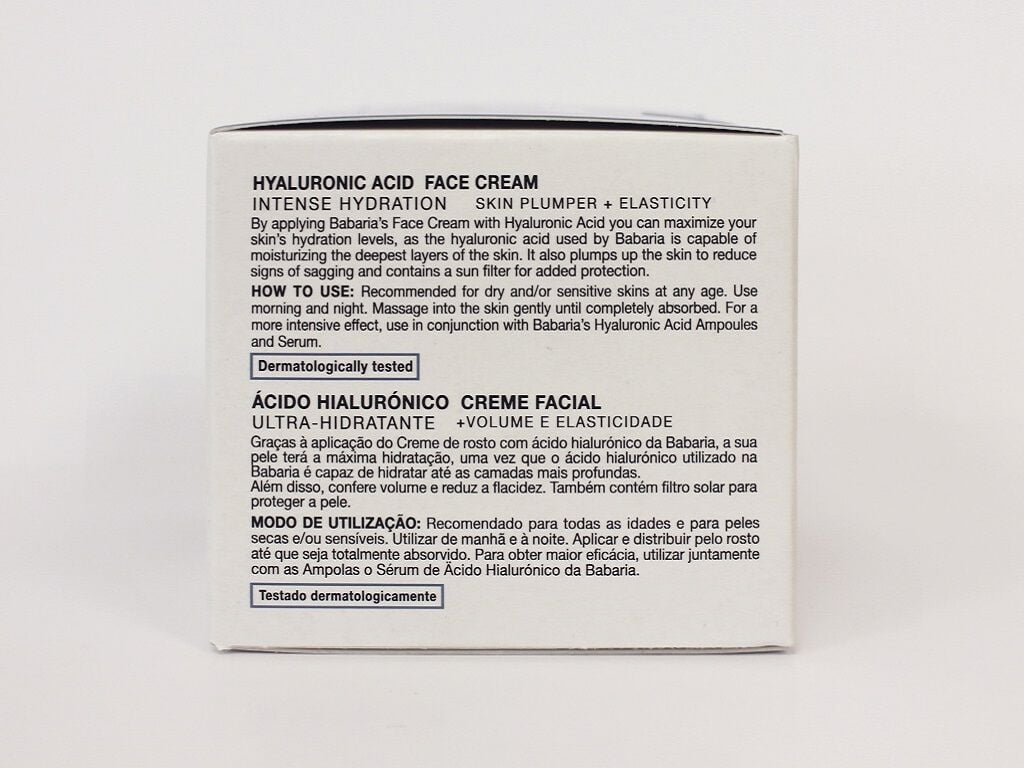 HYALURONIC ACID FACE CREAM
INTENSE HYDRATION SKIN PLUMPER + ELASTICITY
By applying Babaria's Face Cream with Hyaluronic Acid you can maximize your
skin's hydration levels, as the hyaluronic acid used by Babaria is capable of
moisturizing the deepest layers of the skin. It also plumps up the skin to reduce
signs of sagging and contains a sun filter for added protection.
HOW TO USE: Recommended for dry and/or sensitive skins at any age. Use
morning and night. Massage into the skin gently until completely absorbed. For a
more intensive effect, use in conjunction with Babaria's Hyaluronic Acid Ampoules
and Serum.
Dermatologically tested
ÁCIDO HIALURÓNICO CREME FACIAL
ULTRA-HIDRATANTE +VOLUME E ELASTICIDADE
Graças à aplicação do Creme de rosto com ácido hialurónico da Babaria, a sua
pele terá a máxima hidratação, uma vez que o ácido hialurónico utilizado na
Babaria é capaz de hidratar até as camadas mais profundas.
Além disso, confere volume e reduz a flacidez. Também contém filtro solar para
proteger a pele.
MODO DE UTILIZAÇÃO: Recomendado para todas as idades e para peles
secas e/ou sensíveis. Utilizar de manhã e à noite. Aplicar e distribuir pelo rosto
até que seja totalmente absorvido. Para obter maior eficácia, utilizar juntamente
com as Ampolas o Sérum de Äcido Hialurónico da Babaria.
Testado dermatologicamente